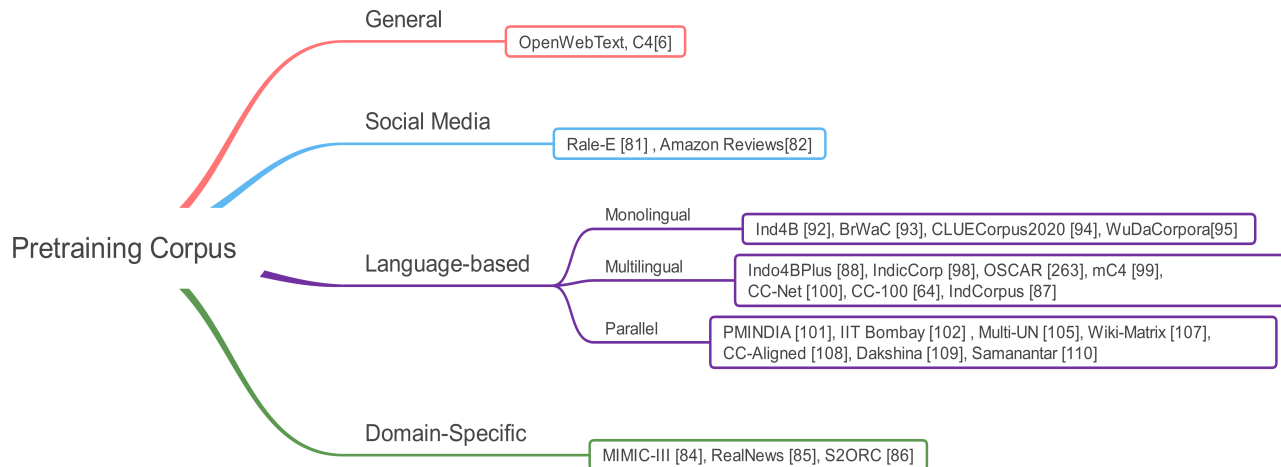 General
OpenWebText, C4[6]
Social Media
Rale-E [81] , Amazon Reviews[82]
Pretraining Corpus
Language-based
Monolingual
Ind4B [92], BrWaC [93], CLUECorpus2020 [94], WuDaCorpora[95]
Multilingual
Indo4BPlus [88], IndicCorp [98], OSCAR [263], mC4 [99],
CC-Net [100], CC-100 [64], IndCorpus [87]
Parallel
PMINDIA [101], IIT Bombay [102] , Multi-UN [105], Wiki-Matrix [107],
CC-Aligned [108], Dakshina [109], Samanantar [110]
Domain-Specific
MIMIC-III [84], RealNews [85], S2ORC [86]